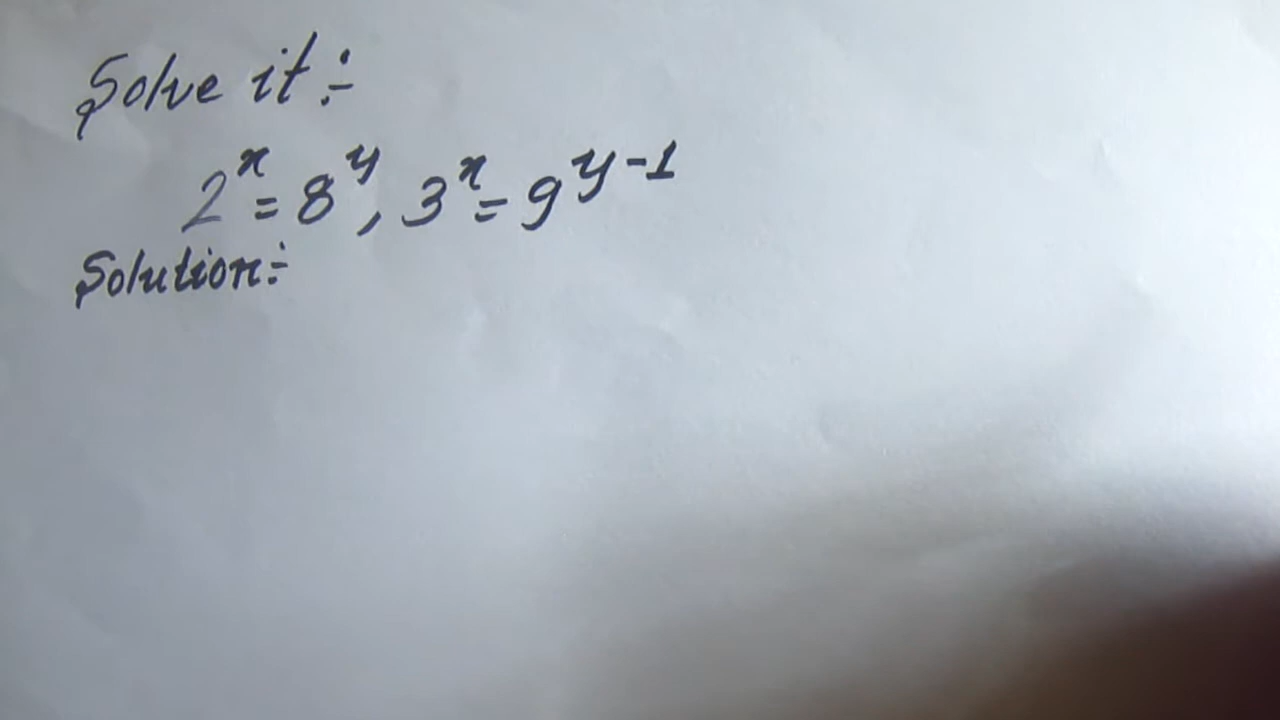 Solve it:-
2^x = 8^y, 3^x = 9^y-1
Solution:-